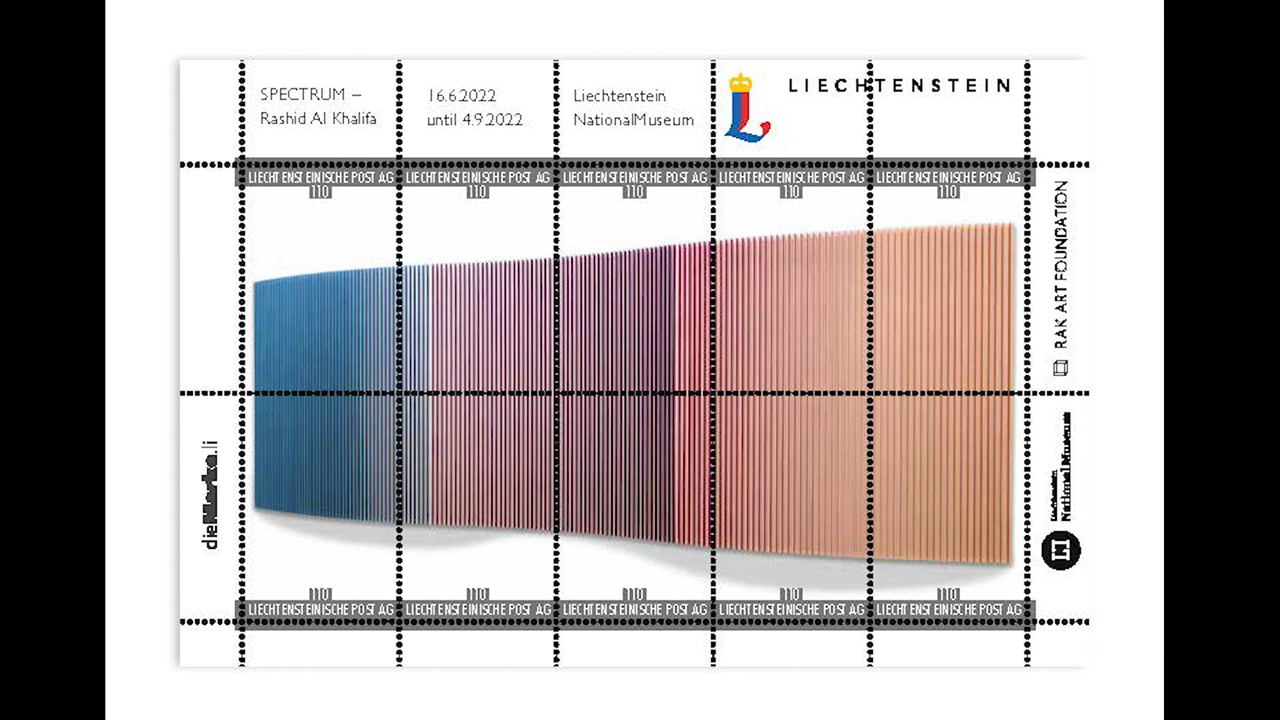 SPECTRUM –
Rashid Al Khalifa
16.6.2022
until 4.9.2022
Liechtenstein
NationalMuseum
LIECHTENSTEIN
LIECHTENSTEINISCHE POST AG
110
LIECHTENSTEINISCHE POST AG
110
LIECHTENSTEINISCHE POST AG
110
LIECHTENSTEINISCHE POST AG
110
LIECHTENSTEINISCHE POST AG
110
RAK ART FOUNDATION
dieMarke.li
Liechtenstein
National Museum
110
LIECHTENSTEINISCHE POST AG
110
LIECHTENSTEINISCHE POST AG
110
LIECHTENSTEINISCHE POST AG
110
LIECHTENSTEINISCHE POST AG
110
LIECHTENSTEINISCHE POST AG